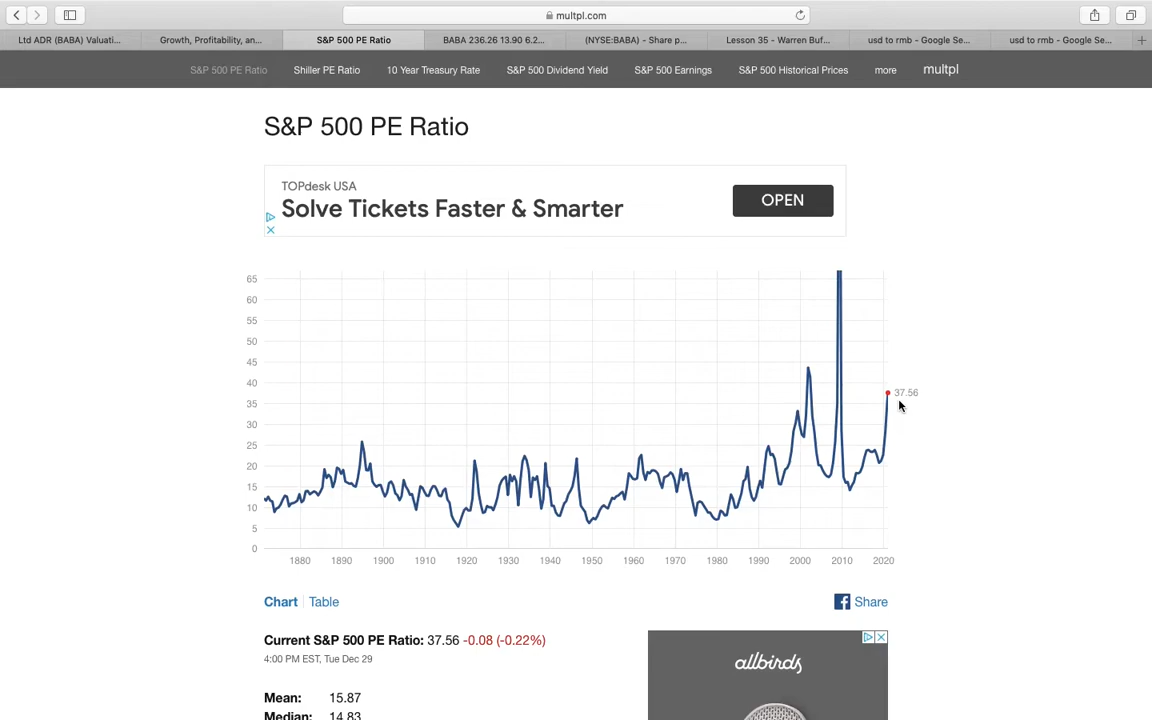 multpl.com
Ltd ADR (BABA) Valuati...
Growth, Profitability, an...
S&P 500 PE Ratio
BABA 236.26 13.90 6.2...
(NYSE:BABA) - Share p...
Lesson 35 - Warren Buf...
usd to rmb - Google Se...
usd to rmb - Google Se...
S&P 500 PE Ratio
Shiller PE Ratio
10 Year Treasury Rate
S&P 500 Dividend Yield
S&P 500 Earnings
S&P 500 Historical Prices
more
multpl
S&P 500 PE Ratio
TOPdesk USA
Solve Tickets Faster & Smarter
OPEN
65
60
55
50
45
40
35
30
25
20
15
10
5
0
37.56
1880 1890 1900 1910 1920 1930 1940 1950 1960 1970 1980 1990 2000 2010 2020
Chart Table
Share
Current S&P 500 PE Ratio: 37.56 -0.08 (-0.22%)
4:00 PM EST, Tue Dec 29
allbirds
Mean: 15.87
Median: 14.83